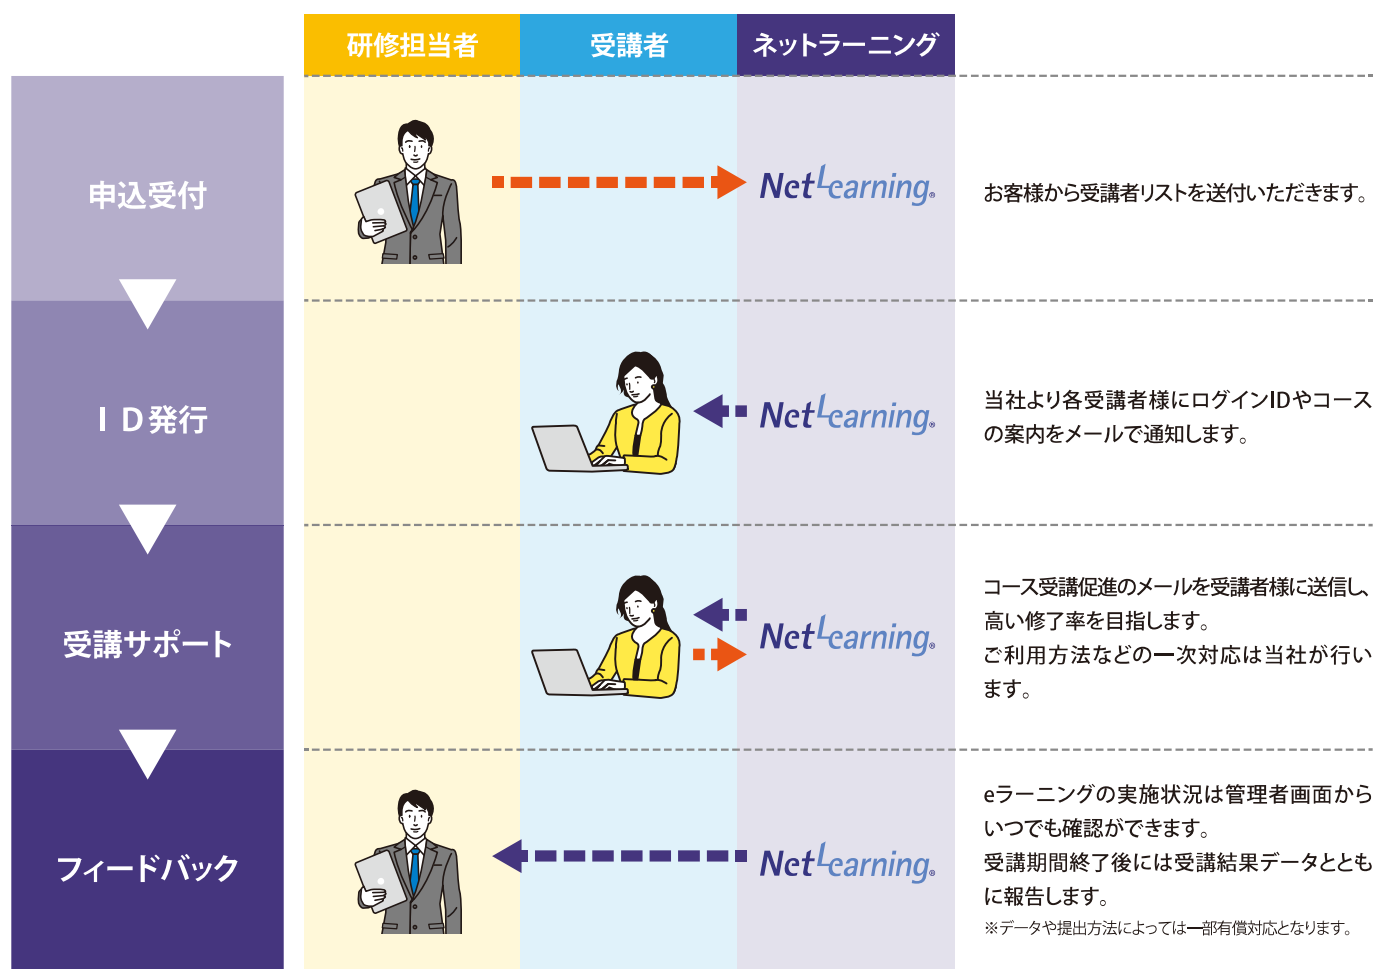 研修担当者
受講者
ネットラーニング
申込受付
NetLearning®
お客様から受講者リストを送付いただきます。
ID発行
NetLearning®
当社より各受講者様にログインIDやコース
の案内をメールで通知します。
受講サポート
NetLearning®
コース受講促進のメールを受講者様に送信し、
高い修了率を目指します。
ご利用方法などの一次対応は当社が行い
ます。
フィードバック
NetLearning®
eラーニングの実施状況は管理者画面から
いつでも確認ができます。
受講期間終了後には受講結果データととも
に報告します。
※データや提出方法によっては一部有償対応となります。